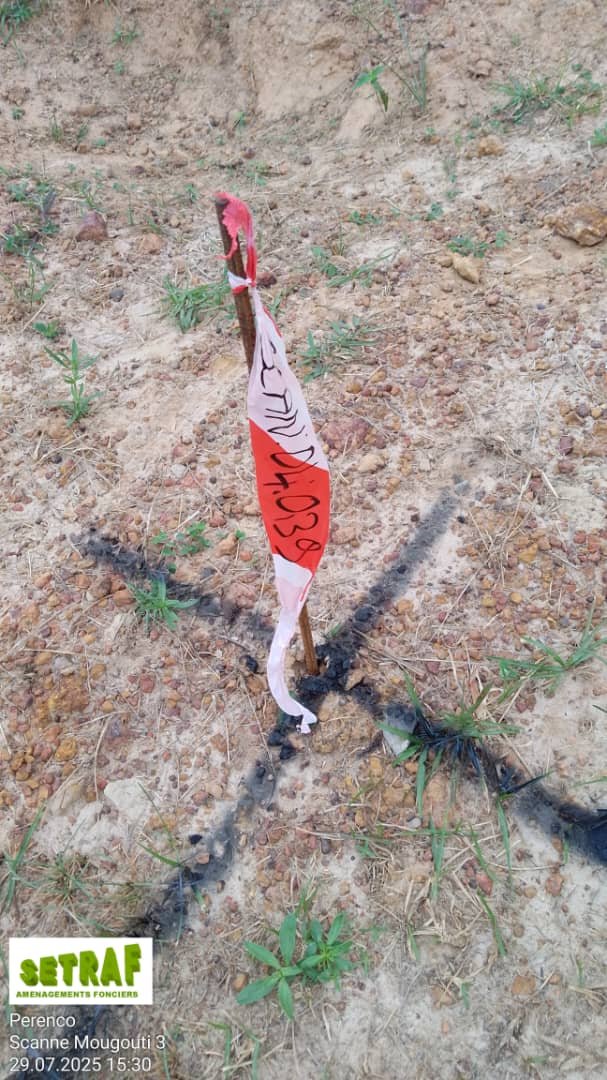 04.039
SETRAF
AMENAGEMENTS FONCIERS
Perenco
Scanne Mougouti 3
29.07.2025 15:30